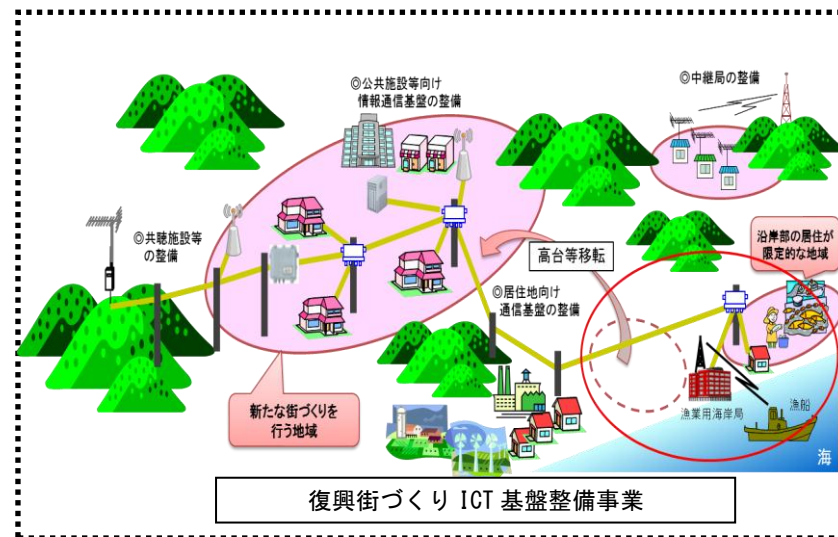 ◎公共施設等向け
情報通信基盤の整備
◎中継局の整備
◎共聴施設等
の整備
沿岸部の居住が
限定的な地域
高台等移転
◎居住地向け
通信基盤の整備
新たな街づくりを
行う地域
漁業用海岸局
漁船
海
復興街づくり ICT 基盤整備事業